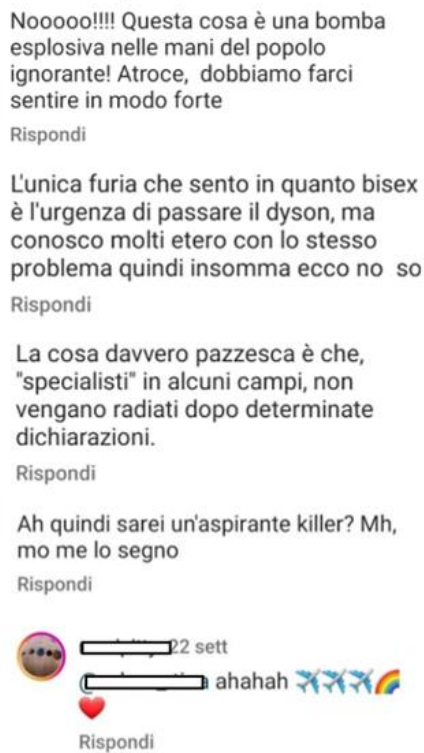 Nooooo!!!! Questa cosa è una bomba
esplosiva nelle mani del popolo
ignorante! Atroce, dobbiamo farci
sentire in modo forte
Rispondi
L'unica furia che sento in quanto bisex
è l'urgenza di passare il dyson, ma
conosco molti etero con lo stesso
problema quindi insomma ecco no so
Rispondi
La cosa davvero pazzesca è che,
"specialisti" in alcuni campi, non
vengano radiati dopo determinate
dichiarazioni.
Rispondi
Ah quindi sarei un'aspirante killer? Mh,
mo me lo segno
Rispondi
22 sett
ahahah ✈️✈️✈️🌈
❤️
Rispondi